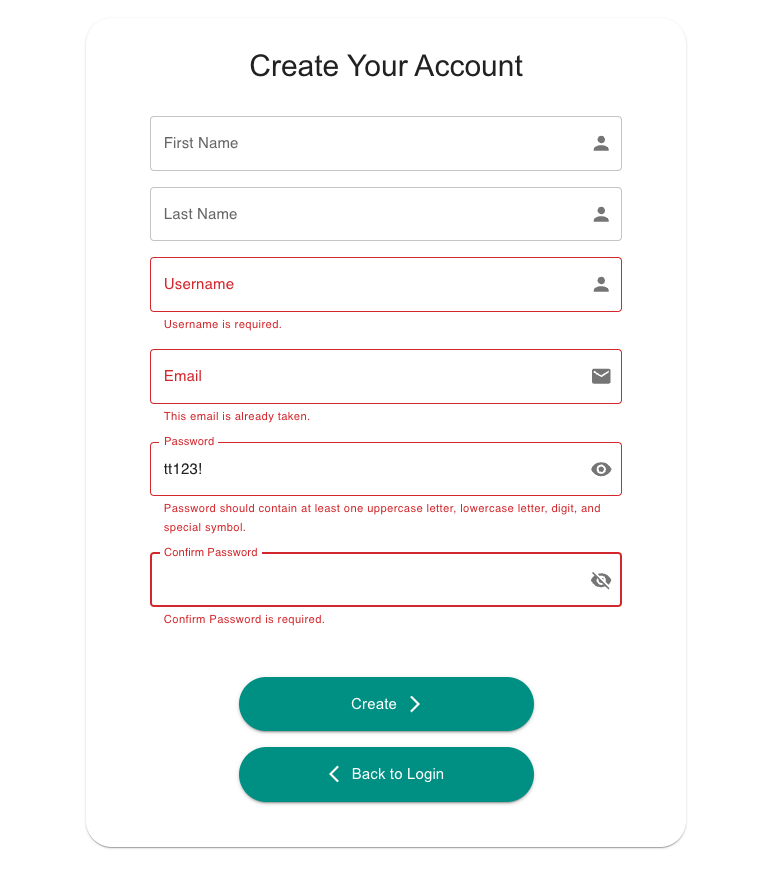 Create Your Account
First Name
Last Name
Username
Username is required.
Email
This email is already taken.
Password
tt123!
Password should contain at least one uppercase letter, lowercase letter, digit, and
special symbol.
Confirm Password
Confirm Password is required.
Create
Back to Login